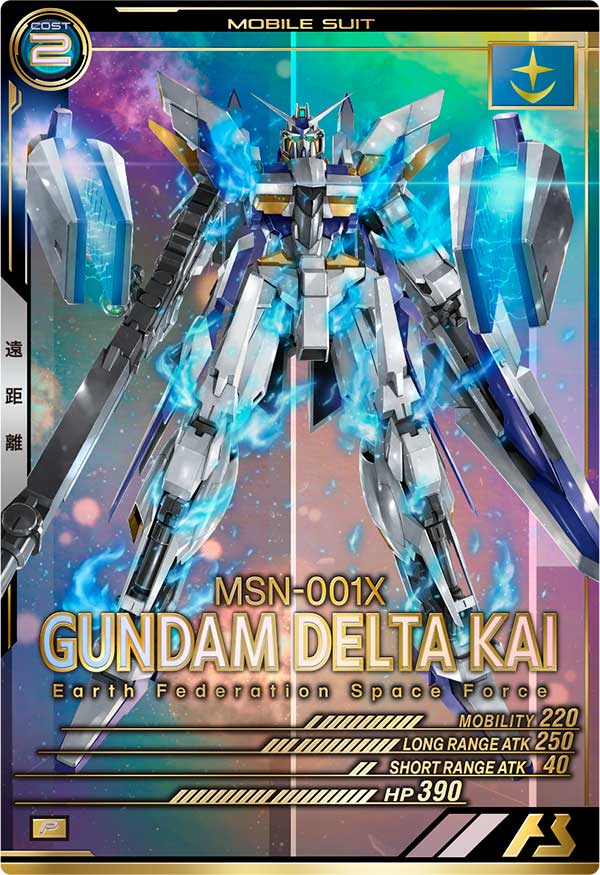 COST
2
MOBILE SUIT
遠距離
MSN-001X
GUNDAM DELTA KAI
Earth Federation Space Force
MOBILITY 220
LONG RANGE ATK 250
SHORT RANGE ATK 40
HP 390
P